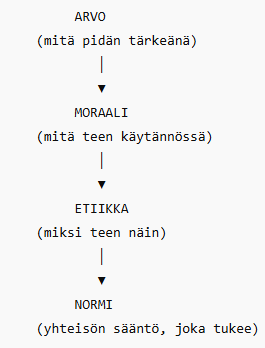 ARVO
(mitä pidän tärkeänä)
MORAALI
(mitä teen käytännössä)
ETIIKKA
(miksi teen näin)
NORMI
(yhteisön sääntö, joka tukee)